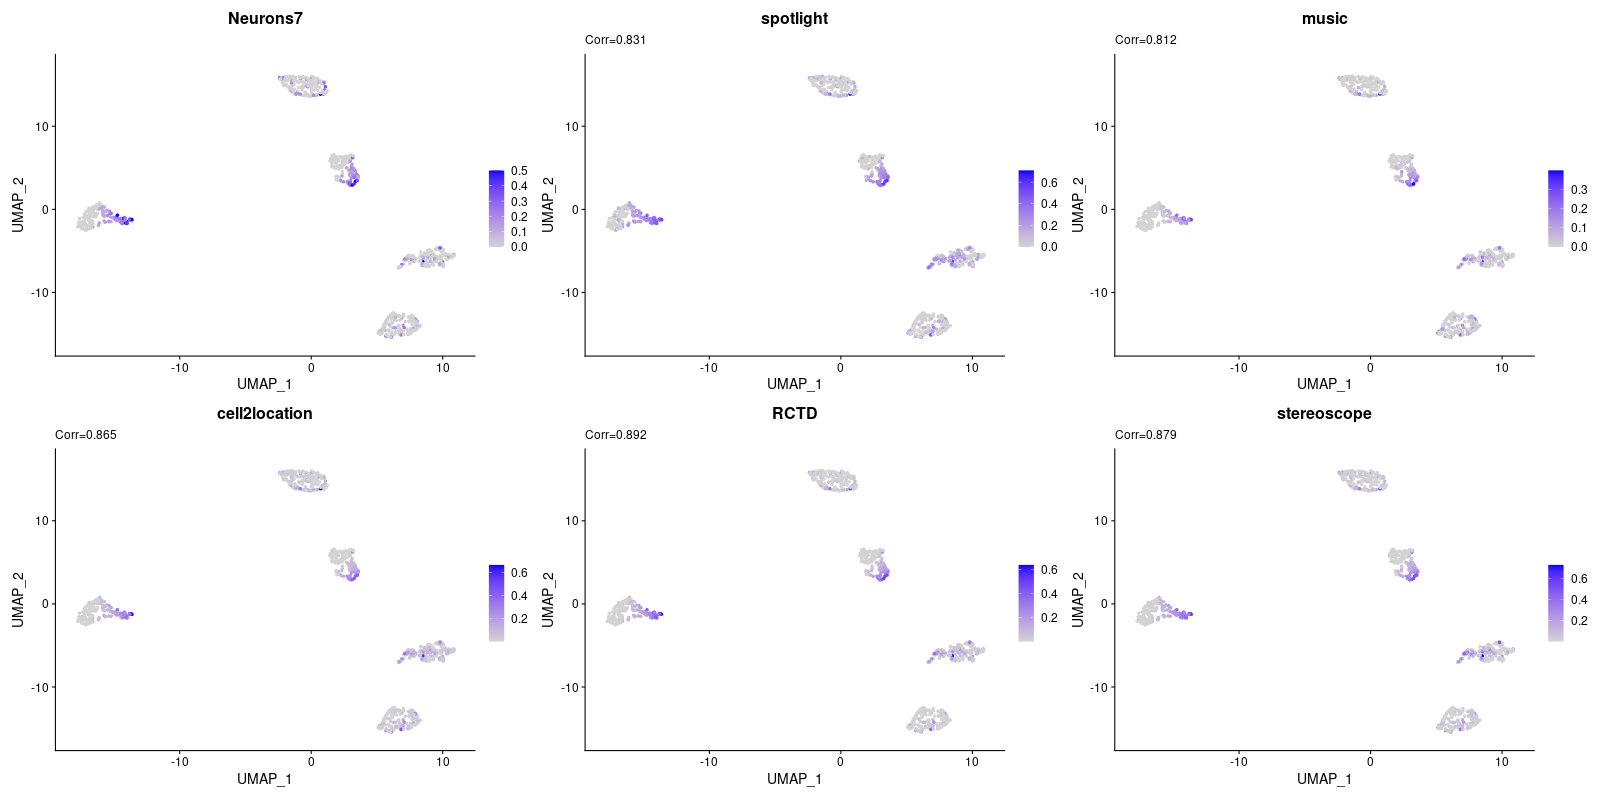 Neurons7
UMAP_2
10
0
-10
-10
0
10
UMAP_1
0.5
0.4
0.3
0.2
0.1
0.0
spotlight
Corr=0.831
UMAP_2
10
0
-10
-10
0
10
UMAP_1
0.6
0.4
0.2
0.0
music
Corr=0.812
UMAP_2
10
0
-10
-10
0
10
UMAP_1
0.3
0.2
0.1
0.0
cell2location
Corr=0.865
UMAP_2
10
0
-10
-10
0
10
UMAP_1
0.6
0.4
0.2
RCTD
Corr=0.892
UMAP_2
10
0
-10
-10
0
10
UMAP_1
0.6
0.4
0.2
stereoscope
Corr=0.879
UMAP_2
10
0
-10
-10
0
10
UMAP_1
0.6
0.4
0.2